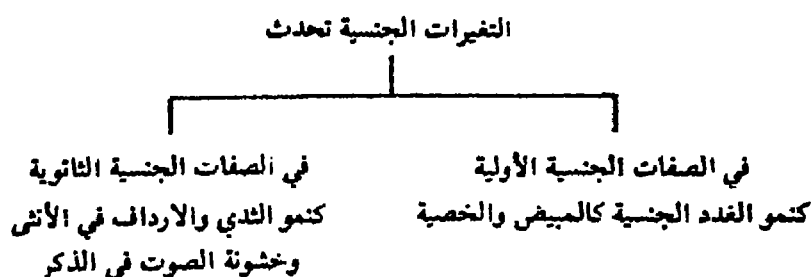 التغيرات الجنسية تحدث
في الصفات الجنسية الأولية
كنمو الغدد الجنسية كالمبيض والخصية
في الصفات الجنسية الثانوية
كنمو الثدي والارداف في الأنثى
وخشونة الصوت في الذكر